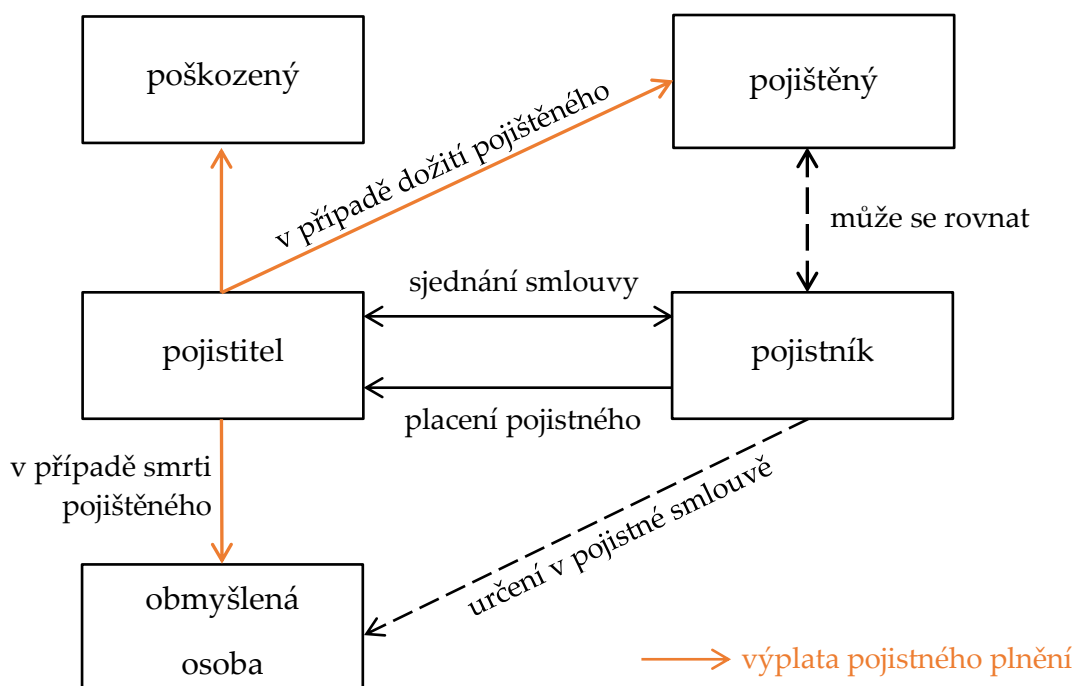 poškozený
pojištěný
v případě dožití pojištěného
může se rovnat
sjednání smlouvy
pojistitel
pojistník
placení pojistného
v případě smrti
pojištěného
určení v pojistné smlouvě
obmyšlená
osoba
výplata pojistného plnění